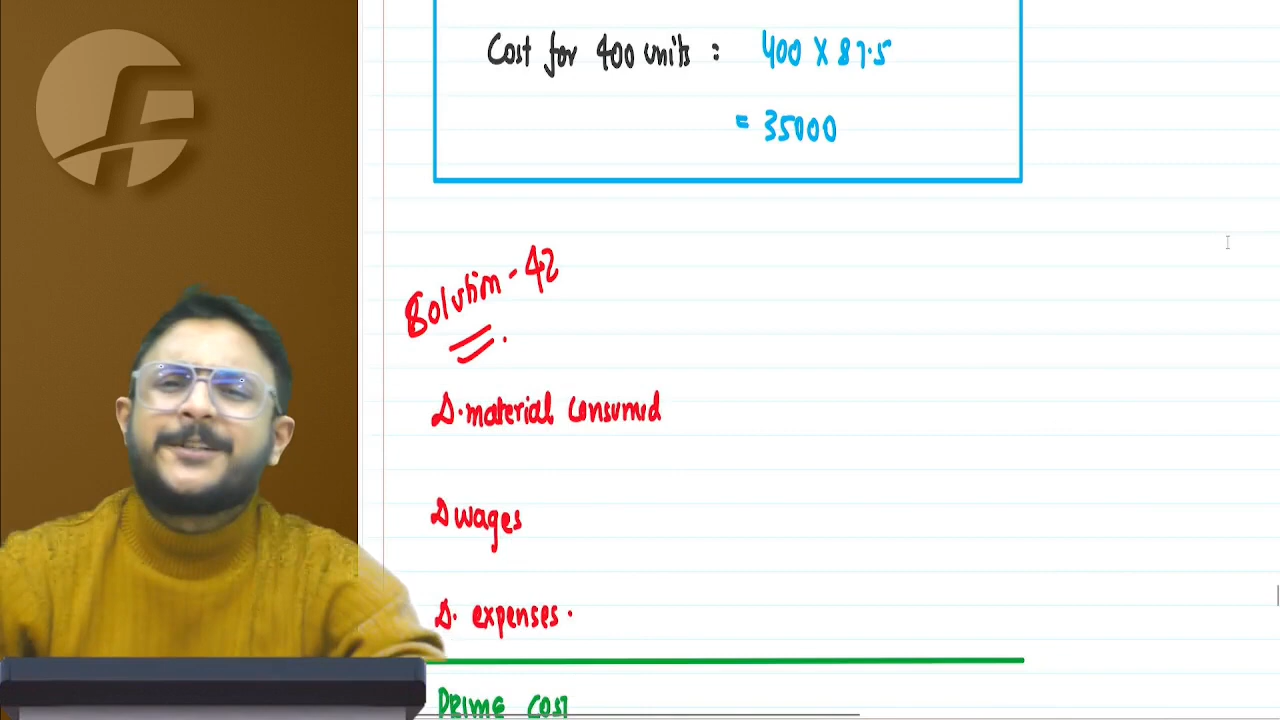 Cost for 400 units : 400 X 87.5
= 35000
Solution - 42
D. material consumed
D wages
D. expenses.
PRIME COST